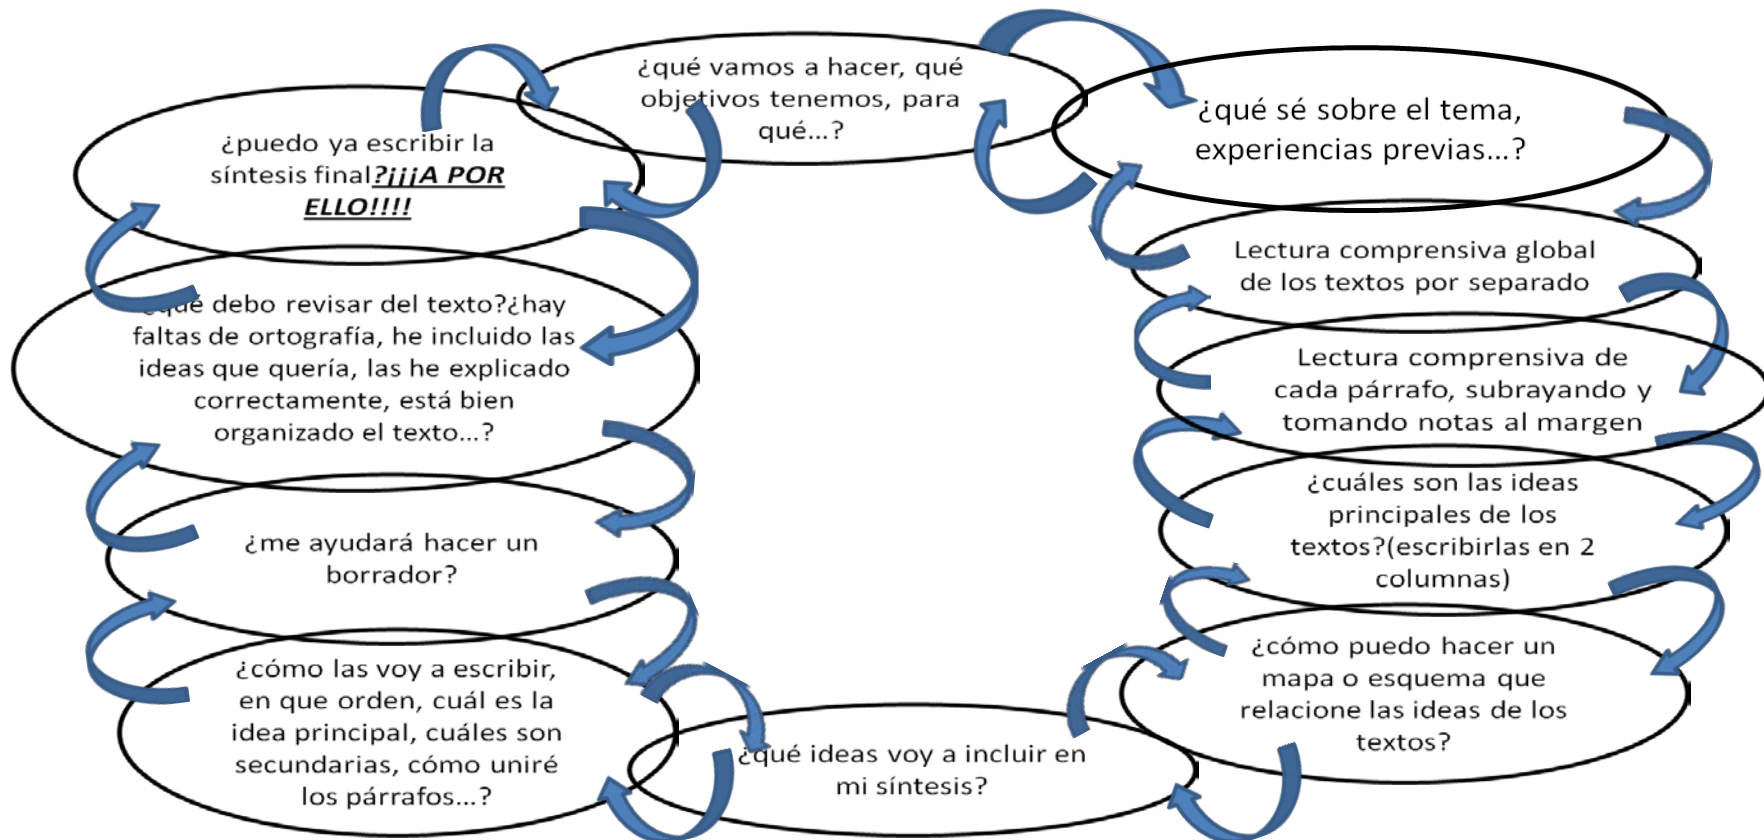 ¿qué vamos a hacer, qué
objetivos tenemos, para
qué...?
¿qué sé sobre el tema,
experiencias previas...?
Lectura comprensiva global
de los textos por separado
Lectura comprensiva de
cada párrafo, subrayando y
tomando notas al margen
¿cuáles son las ideas
principales de los
textos?(escribirlas en 2
columnas)
¿cómo puedo hacer un
mapa o esquema que
relacione las ideas de los
textos?
¿qué ideas voy a incluir en
mi síntesis?
¿cómo las voy a escribir,
en que orden, cuál es la
idea principal, cuáles son
secundarias, cómo uniré
los párrafos...?
¿me ayudará hacer un
borrador?
¿qué debo revisar del texto?¿hay
faltas de ortografía, he incluido las
ideas que quería, las he explicado
correctamente, está bien
organizado el texto...?
¿puedo ya escribir la
síntesis final?¡¡¡A POR
ELLO!!!!